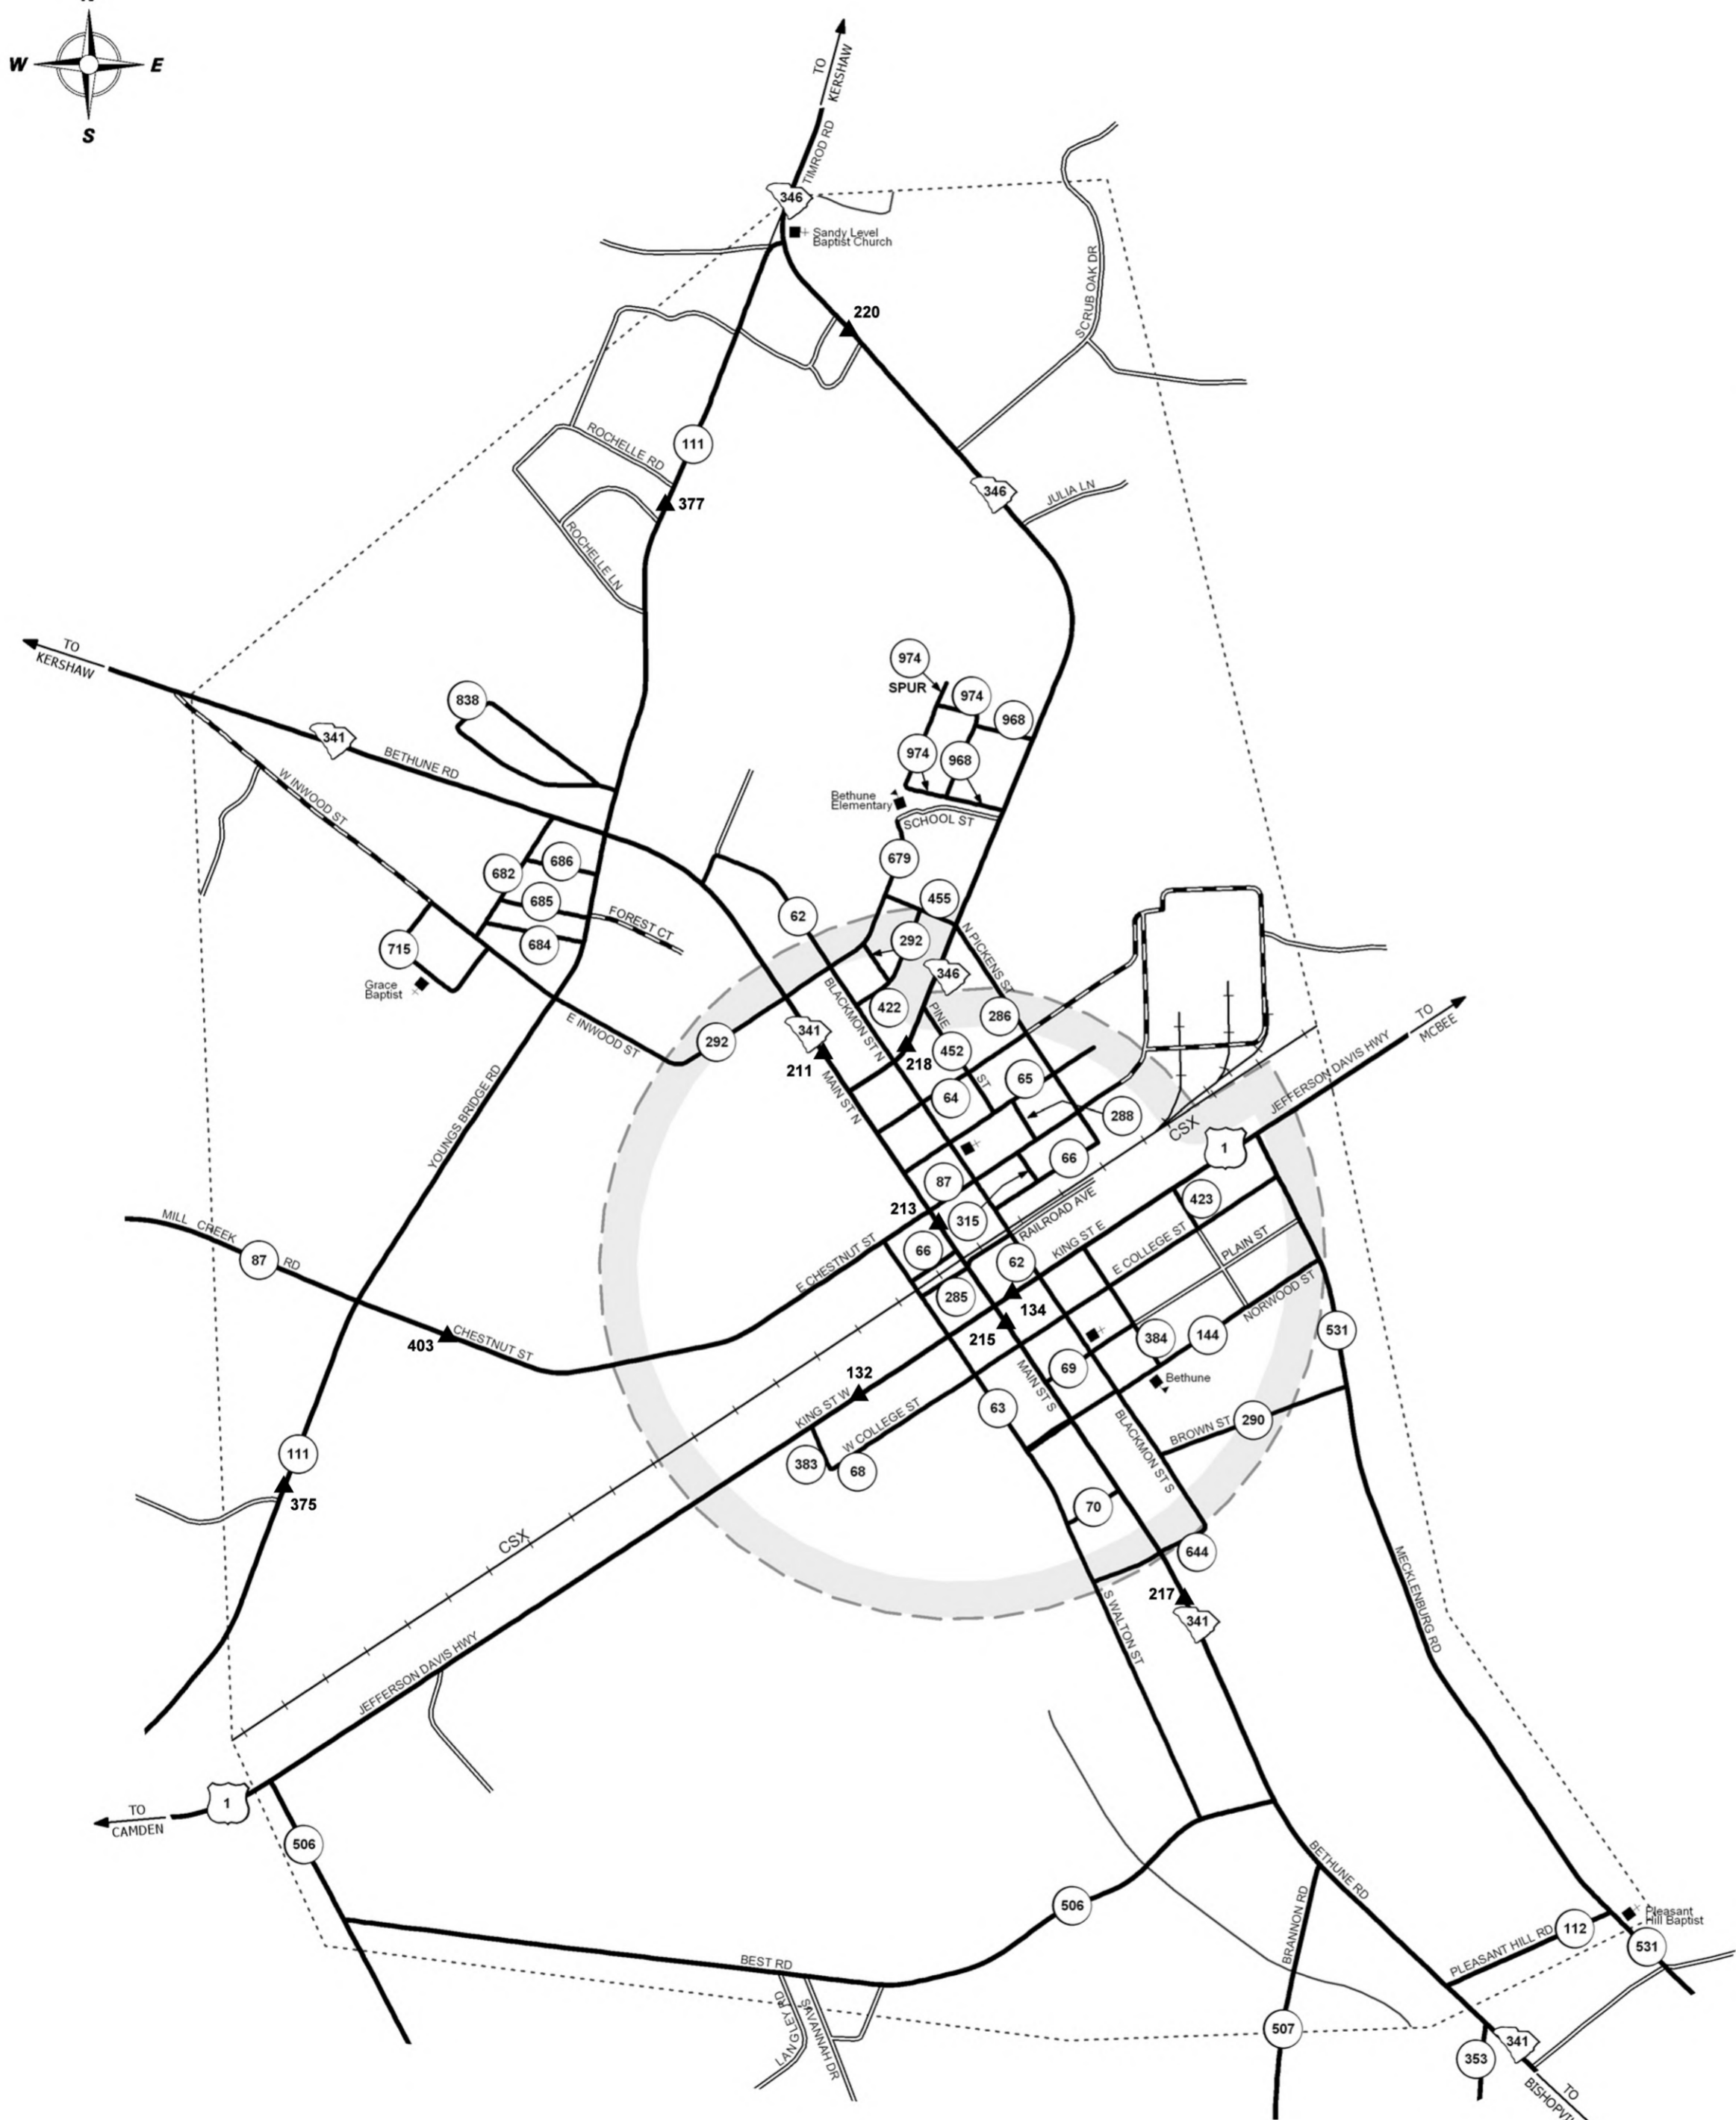 W
E
S
TO
KERSHAW
TIMROD RD
346
Sandy Level
Baptist Church
220
SCRUB OAK DR
111
ROCHELLE RD
377
ROCHELLE LN
346
JULIA LN
TO
KERSHAW
341
BETHUNE RD
W INWOOD ST
838
974
SPUR
974
968
974
968
Bethune
Elementary
SCHOOL ST
679
686
682
685
684
FOREST CT
715
Grace
Baptist
62
455
292
N PICKENS ST
346
BLACKMON ST N
422
PINE
ST
286
341
211
MAIN ST N
292
E INWOOD ST
218
452
65
64
288
TO
MCBEE
JEFFERSON DAVIS HWY
CSX
1
YOUNGS BRIDGE RD
66
87
423
213
315
RAILROAD AVE
KING ST E
E COLLEGE ST
PLAIN ST
MILL CREEK
RD
87
E CHESTNUT ST
66
62
285
134
215
NORWOOD ST
531
403
CHESTNUT ST
384
144
69
Bethune
132
KING ST W
W COLLEGE ST
MAIN ST S
63
BLACKMON ST S
BROWN ST
290
383
68
111
375
70
644
CSX
217
341
S WALTON ST
MECKLENBURG RD
JEFFERSON DAVIS HWY
1
TO
CAMDEN
506
506
BETHUNE RD
BRANNON RD
BEST RD
LANGLEY RD
SAVANNAH DR
PLEASANT HILL RD
112
Pleasant
Hill Baptist
531
507
353
341
TO